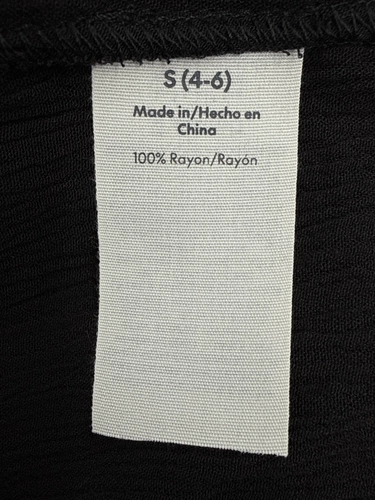 S (4-6)
Made in/Hecho en
China
100% Rayon/Rayón